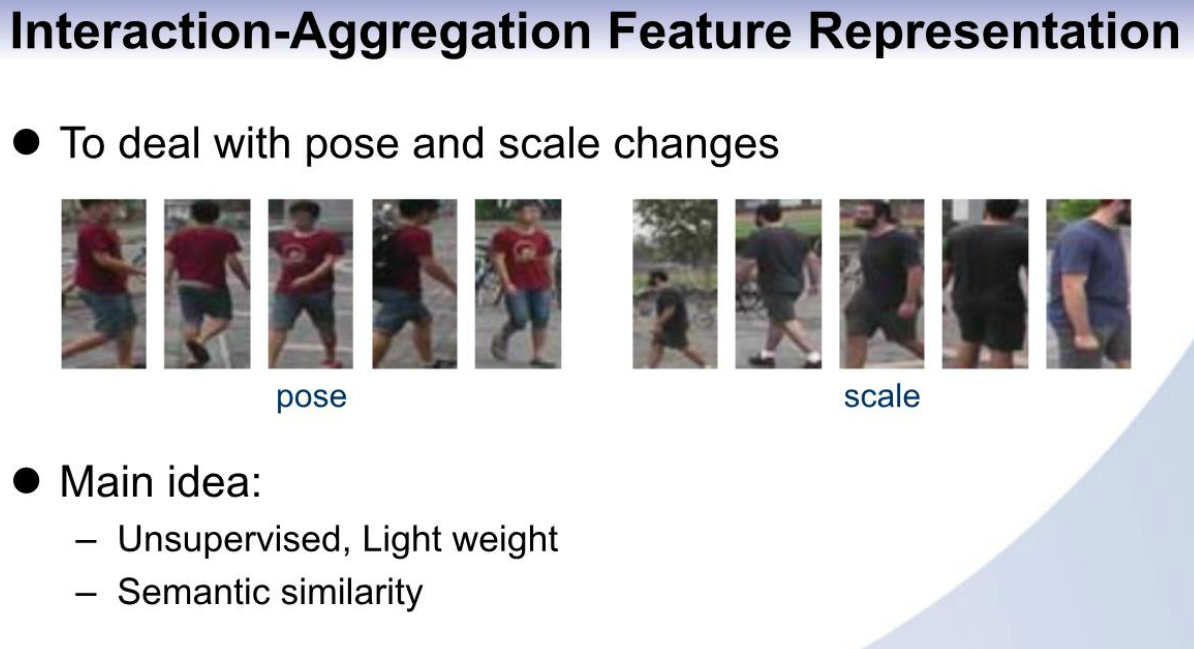 Interaction-Aggregation Feature Representation
● To deal with pose and scale changes
pose
scale
● Main idea:
– Unsupervised, Light weight
– Semantic similarity